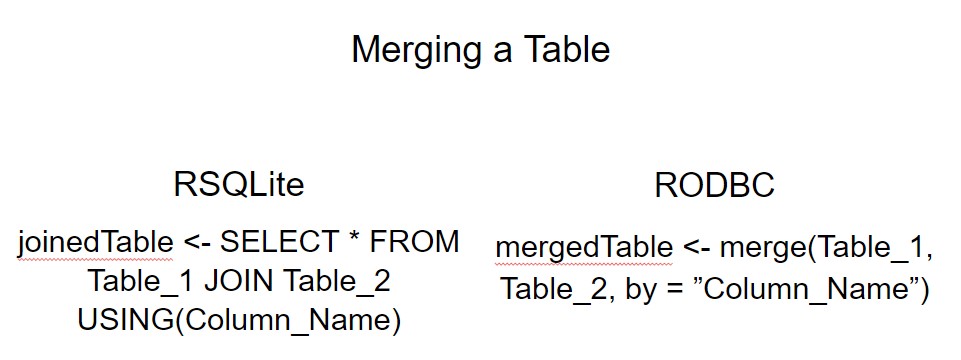 Merging a Table
RSQLite
joinedTable <- SELECT * FROM
Table_1 JOIN Table_2
USING(Column_Name)
RODBC
mergedTable <- merge(Table_1,
Table_2, by = ”Column_Name”)